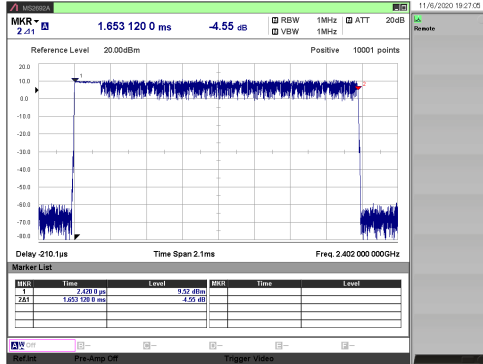 MS2692A
11/6/2020 19:27:05
MKR
2 Δ1
A
1.653 120 0 ms
-4.55 dB
RBW 1MHz
ATT 20dB
VBW 1MHz
Remote
Reference Level 20.00dBm
Positive 10001 points
20.0
10.0
0.0
-10.0
-20.0
-30.0
-40.0
-50.0
-60.0
-70.0
-80.0
1
2
Delay -210.1µs
Time Span 2.1ms
Freq. 2.402 000 000GHz
Marker List
MKR Time Level MKR Time Level
1 2.420 0 µs 9.52 dBm
2Δ1 1.653 120 0 ms -4.55 dB
A W Off
Ref.Int
Pre-Amp Off
Trigger Video